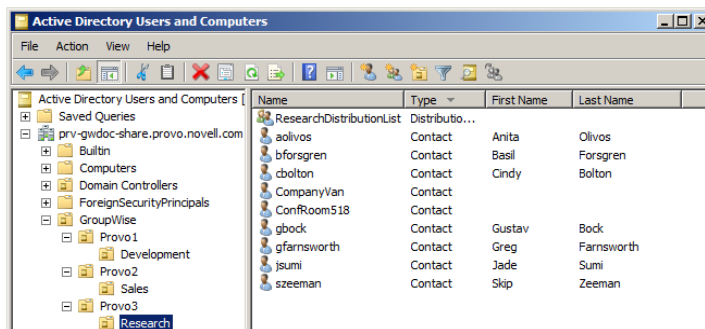 Active Directory Users and Computers
File Action View Help
Active Directory Users and Computers [
Saved Queries
prv-gwdoc-share.provo.novell.com
Builtin
Computers
Domain Controllers
ForeignSecurityPrincipals
GroupWise
Provo1
Development
Provo2
Sales
Provo3
Research
Name Type First Name Last Name
ResearchDistributionList Distributio...
aolivos Contact Anita Olivos
bforsgren Contact Basil Forsgren
cbolton Contact Cindy Bolton
CompanyVan Contact
ConfRoom518 Contact
gbock Contact Gustav Bock
gfarnsworth Contact Greg Farnsworth
jsumi Contact Jade Sumi
szeeman Contact Skip Zeeman